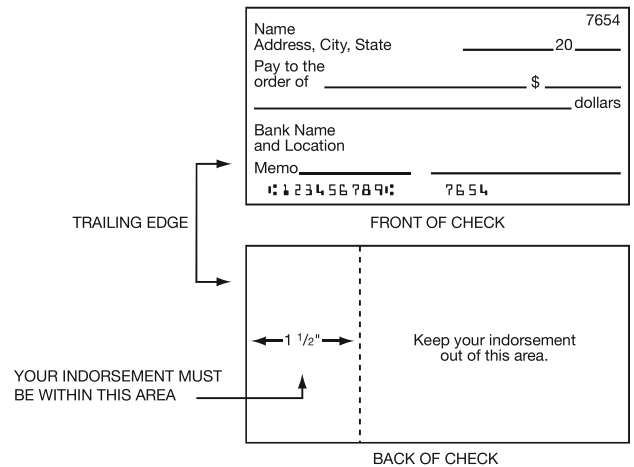 7654
Name
Address, City, State 20
Pay to the
order of $
dollars
Bank Name
and Location
Memo
⑆123456789⑆ 7654
TRAILING EDGE
FRONT OF CHECK
1 1/2"
Keep your indorsement
out of this area.
YOUR INDORSEMENT MUST
BE WITHIN THIS AREA
BACK OF CHECK